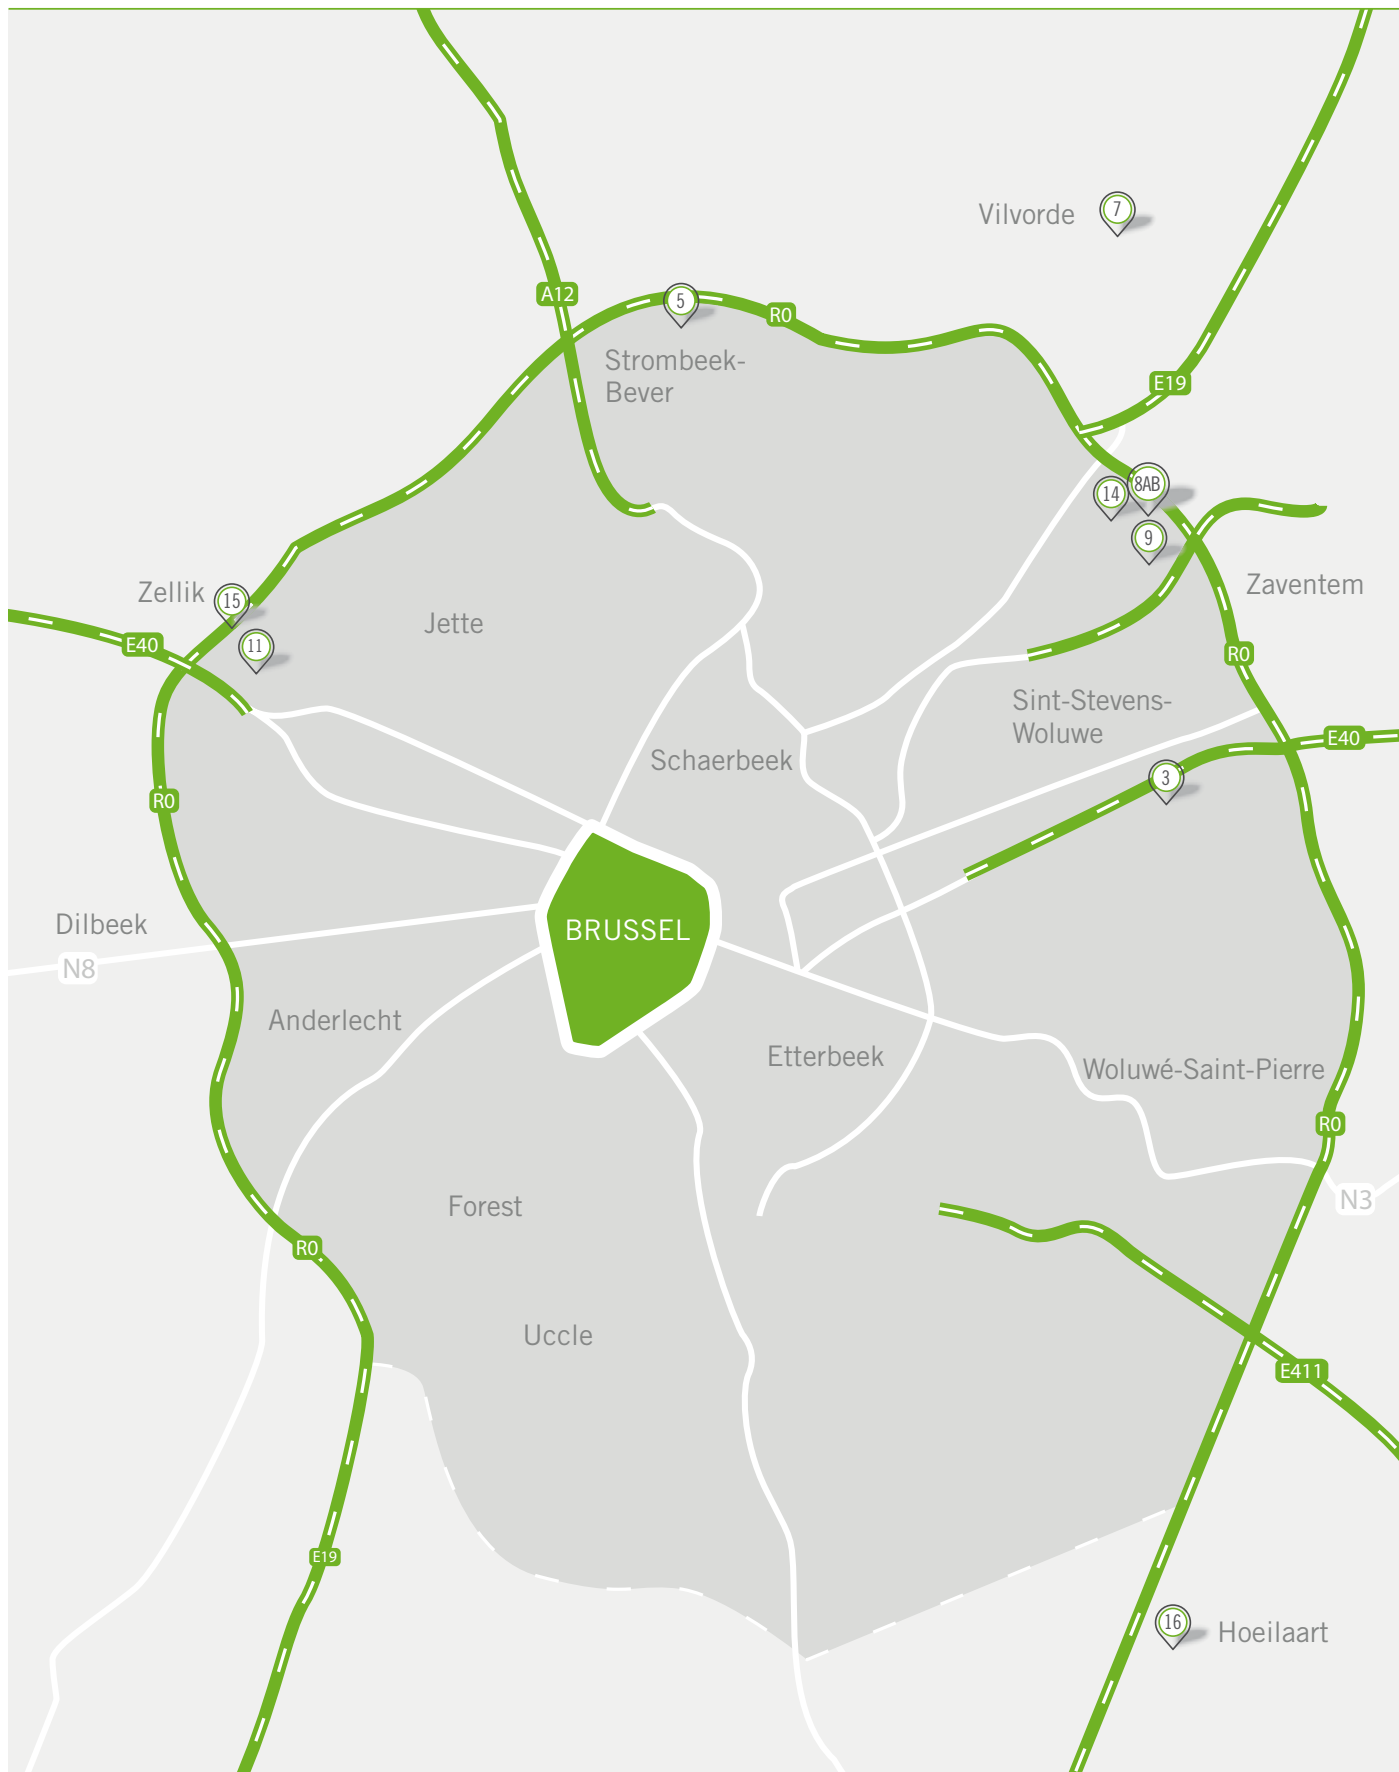 Vilvorde
7
A12
5
R0
Strombeek-
Bever
E19
14
8AB
9
Zellik
15
Zaventem
Jette
E40
11
R0
Sint-Stevens-
Woluwe
E40
Schaerbeek
3
R0
Dilbeek
BRUSSEL
N8
Anderlecht
Etterbeek
Woluwé-Saint-Pierre
R0
N3
Forest
R0
Uccle
E411
E19
16
Hoeilaart